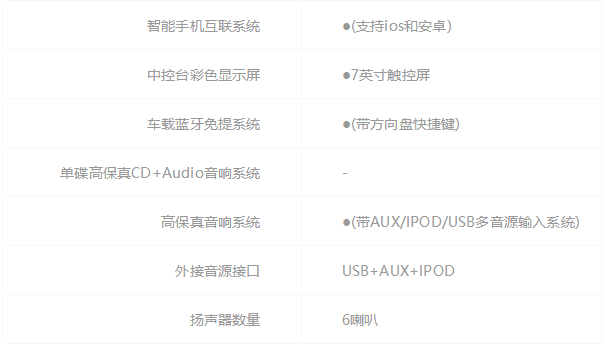 智能手机互联系统 ●(支持ios和安卓)
中控台彩色显示屏 ●7英寸触控屏
车载蓝牙免提系统 ●(带方向盘快捷键)
单碟高保真CD+Audio音响系统 -
高保真音响系统 ●(带AUX/IPOD/USB多音源输入系统)
外接音源接口 USB+AUX+IPOD
扬声器数量 6喇叭